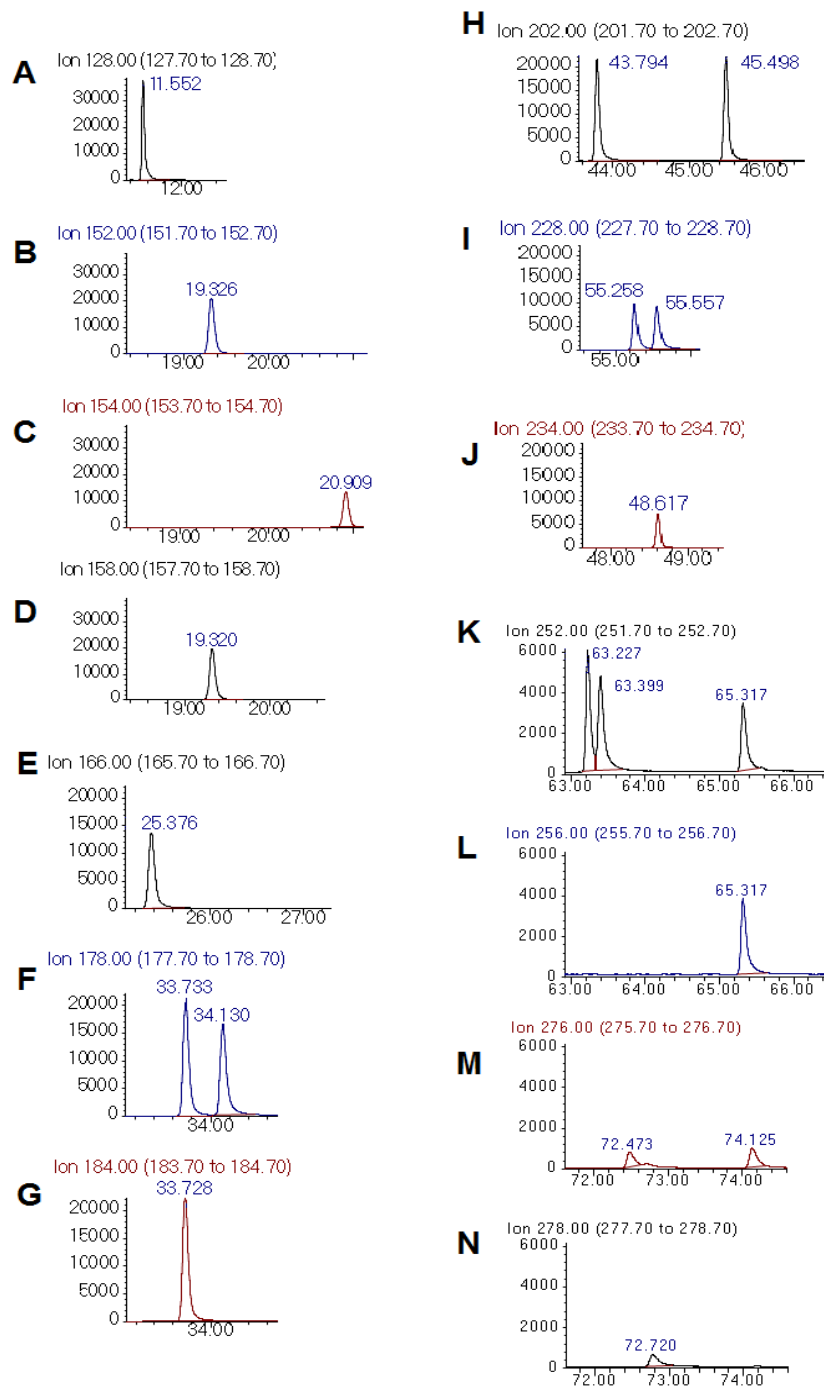 A
Ion 128.00 (127.70 to 128.70)
11.552
30000
20000
10000
0
12.00
B
Ion 152.00 (151.70 to 152.70)
19.326
30000
20000
10000
0
19.00 20.00
C
Ion 154.00 (153.70 to 154.70)
20.909
30000
20000
10000
0
19.00 20.00
D
Ion 158.00 (157.70 to 158.70)
19.320
30000
20000
10000
0
19.00 20.00
E
Ion 166.00 (165.70 to 166.70)
25.376
20000
15000
10000
5000
0
26.00 27.00
F
Ion 178.00 (177.70 to 178.70)
33.733
34.130
20000
15000
10000
5000
0
34.00
G
Ion 184.00 (183.70 to 184.70)
33.728
20000
15000
10000
5000
0
34.00
H
Ion 202.00 (201.70 to 202.70)
43.794 45.498
20000
15000
10000
5000
0
44.00 45.00 46.00
I
Ion 228.00 (227.70 to 228.70)
55.258 55.557
20000
15000
10000
5000
0
55.00
J
Ion 234.00 (233.70 to 234.70)
48.617
20000
15000
10000
5000
0
48.00 49.00
K
Ion 252.00 (251.70 to 252.70)
63.227
63.399
65.317
6000
4000
2000
0
63.00 64.00 65.00 66.00
L
Ion 256.00 (255.70 to 256.70)
65.317
6000
4000
2000
0
63.00 64.00 65.00 66.00
M
Ion 276.00 (275.70 to 276.70)
72.473 74.125
6000
4000
2000
0
72.00 73.00 74.00
N
Ion 278.00 (277.70 to 278.70)
72.720
6000
4000
2000
0
72.00 73.00 74.00